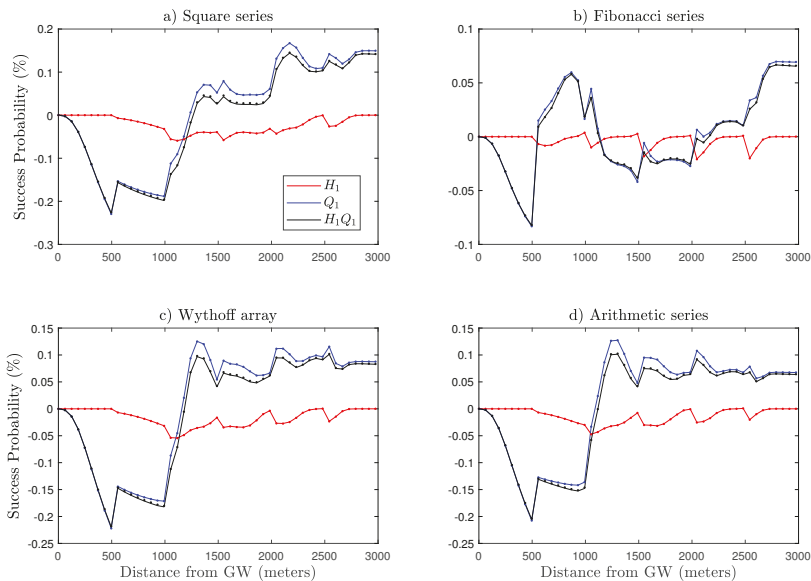 a) Square series
b) Fibonacci series
Success Probability (%)
0.2
0.1
0
-0.1
-0.2
-0.3
0 500 1000 1500 2000 2500 3000
H1
Q1
H1Q1
0.1
0.05
0
-0.05
-0.1
0 500 1000 1500 2000 2500 3000
c) Wythoff array
d) Arithmetic series
Success Probability (%)
0.15
0.1
0.05
0
-0.05
-0.1
-0.15
-0.2
-0.25
0 500 1000 1500 2000 2500 3000
Distance from GW (meters)
0.15
0.1
0.05
0
-0.05
-0.1
-0.15
-0.2
-0.25
0 500 1000 1500 2000 2500 3000
Distance from GW (meters)